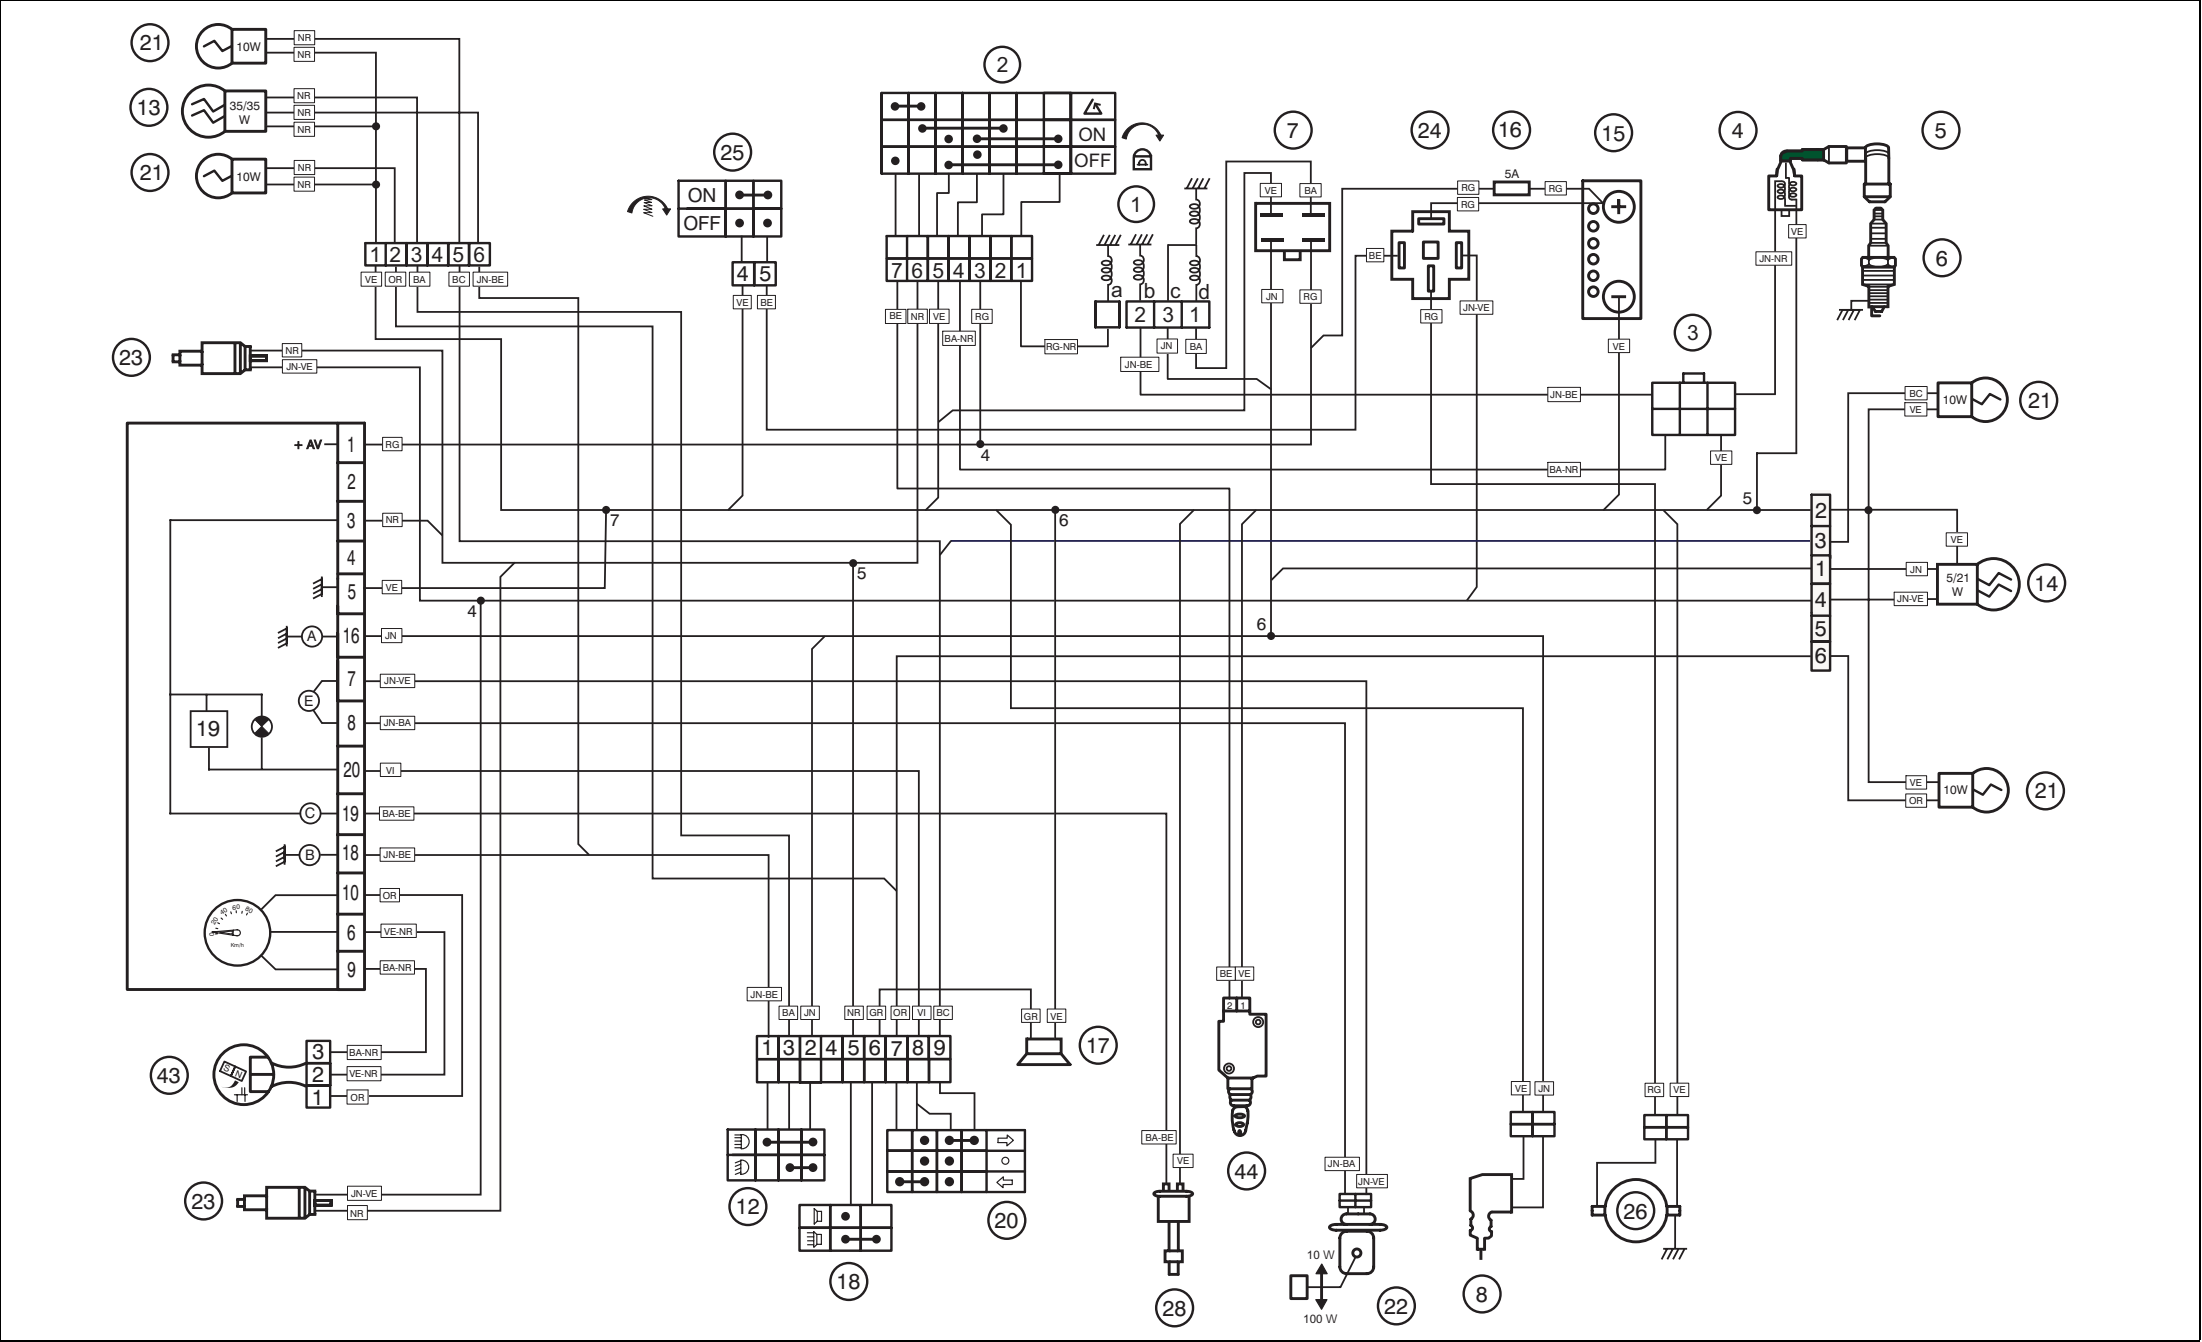 21 10W NR NR
13 35/35 W NR NR NR
21 10W NR NR
1 2 3 4 5 6
VE OR BA BC JN-BE
23 NR JN-VE
25
ON
OFF
4 5
VE BE
2
ON
OFF
7 6 5 4 3 2 1
BE NR VE RG
BA-NR
RG-NR
1
a b c d
2 3 1
JN-BE JN BA
7
VE BA
JN RG
24
BE
RG RG
RG JN-VE
16
5A
RG
15
+
−
VE
4
JN-NR VE
5
6
3
JN-BE
BA-NR
VE
+ AV 1 RG
2
3 NR
4
5 VE
A 16 JN
E 7 JN-VE
8 JN-BA
19
20 VI
C 19 BA-BE
B 18 JN-BE
10 OR
6 VE-NR
9 BA-NR
0 20 40 60 80
Km/h
4
7
6
5
4
6
5
2
3
1
4
5
6
BC VE 10W 21
VE
JN JN-VE 5/21 W 14
VE OR 10W 21
43
S N
3 BA-NR
2 VE-NR
1 OR
23 JN-VE NR
JN-BE
BA JN NR GR OR VI BC
1 3 2 4 5 6 7 8 9
12
18
20
GR VE
17
BE VE
2 1
44
BA-BE
VE
28
JN-BA
JN-VE
10 W
100 W
22
VE JN
8
RG VE
26